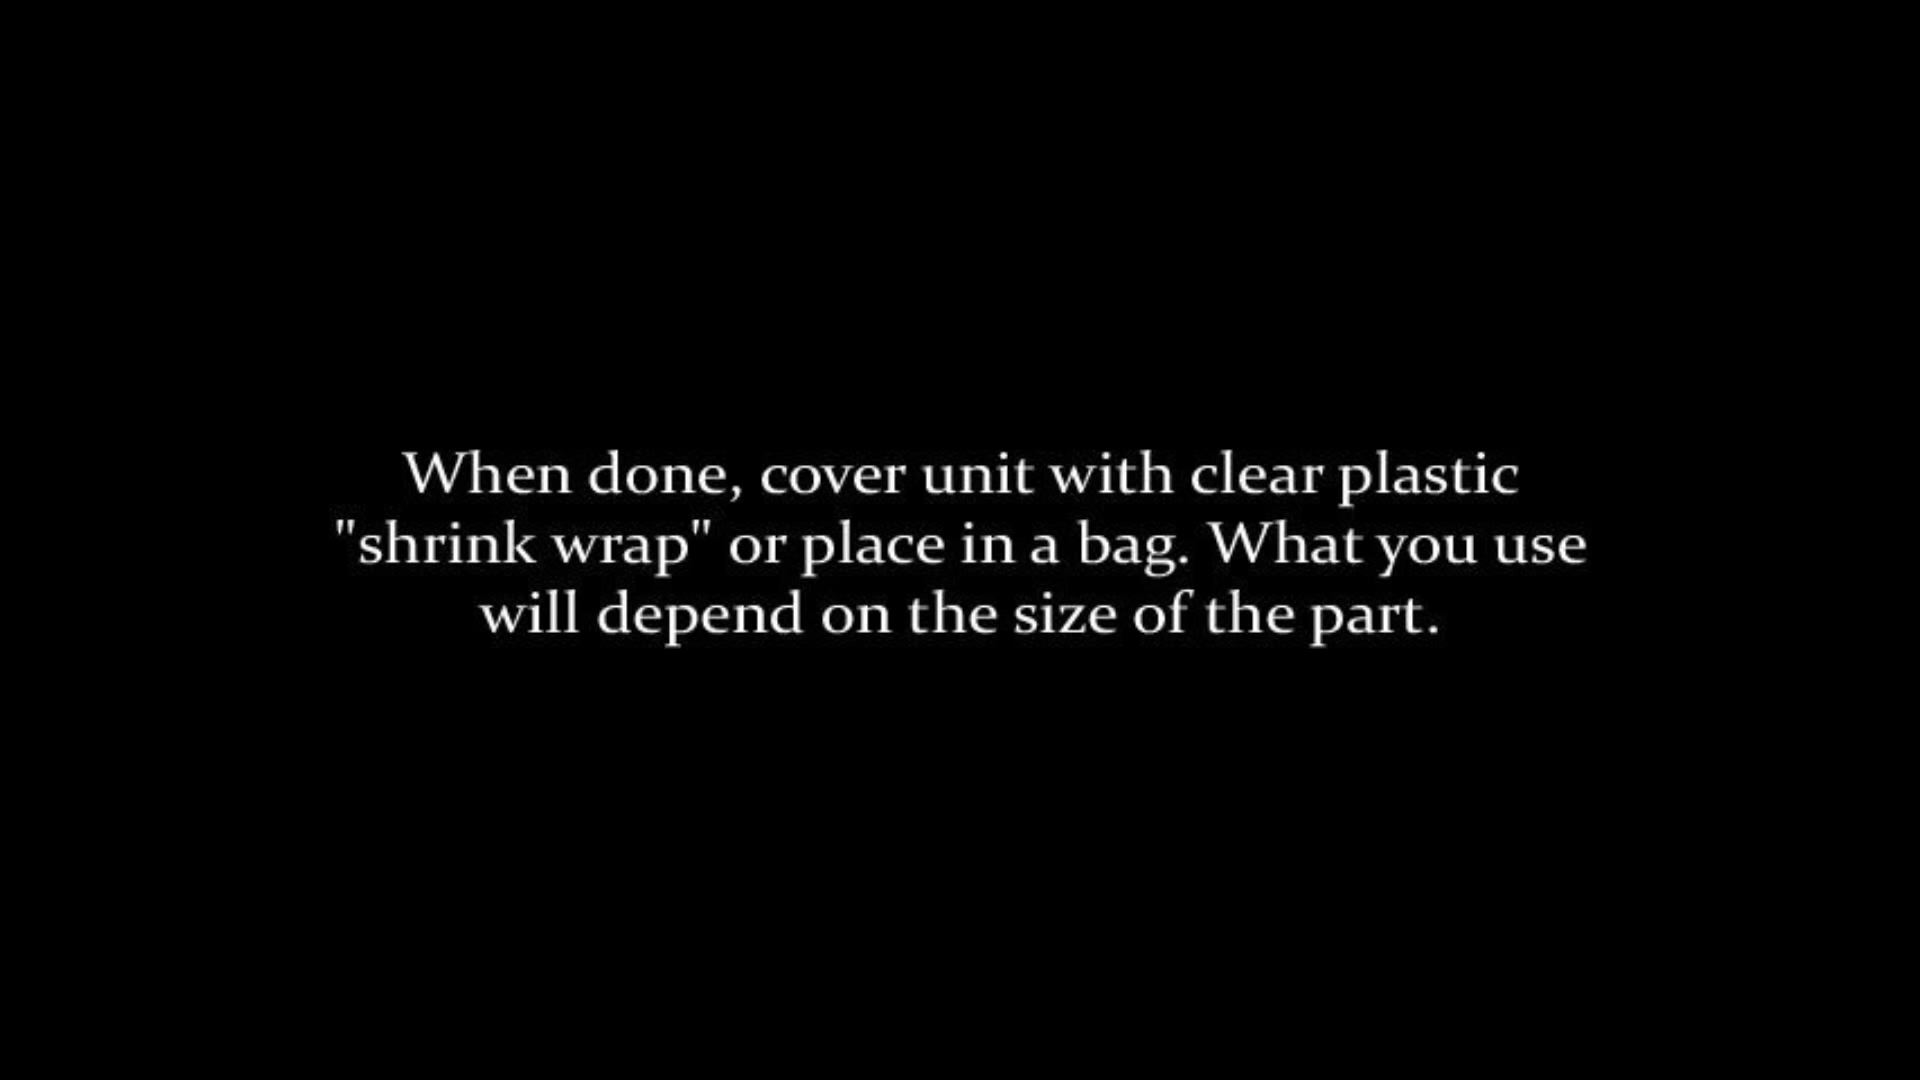 When done, cover unit with clear plastic
"shrink wrap" or place in a bag. What you use
will depend on the size of the part.